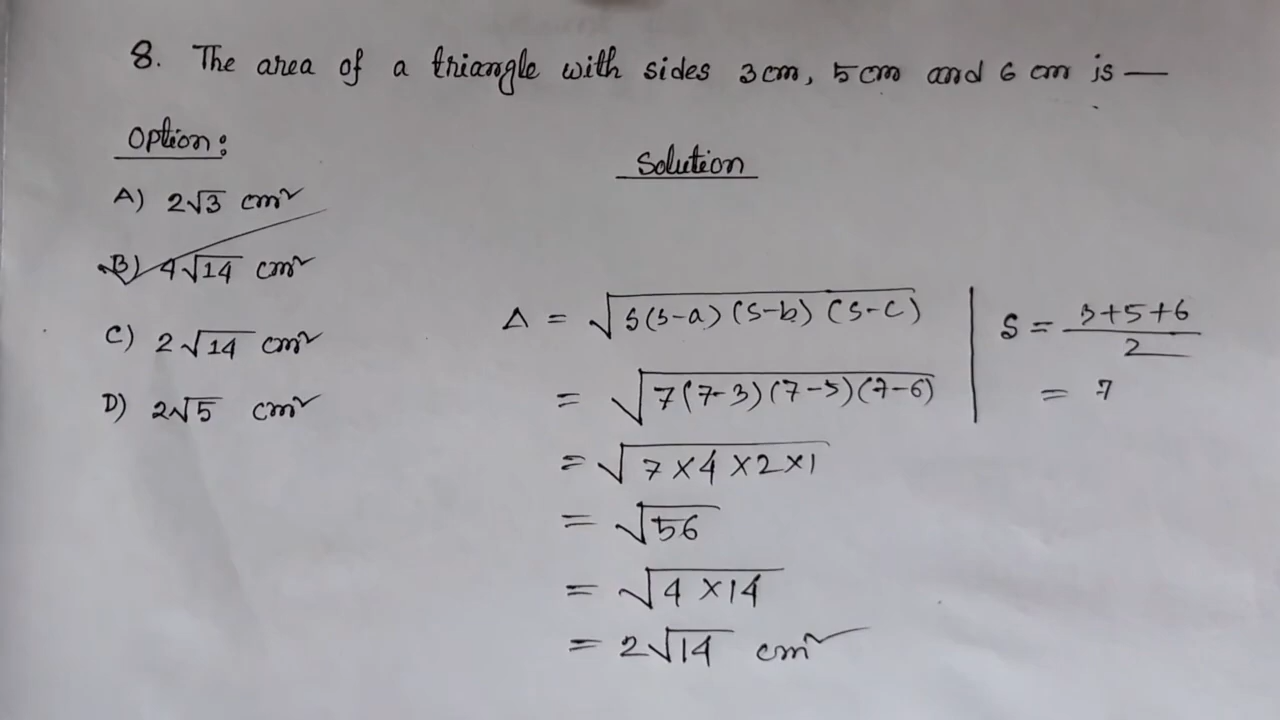 8. The area of a triangle with sides 3cm, 5cm and 6 cm is —
Option:
A) 2√3 cm²
B) 4√14 cm²
C) 2√14 cm²
D) 2√5 cm²
Solution
Δ = √s(s-a)(s-b)(s-c)
= √7(7-3)(7-5)(7-6)
= √7×4×2×1
= √56
= √4×14
= 2√14 cm²
S = 3+5+6
2
= 7